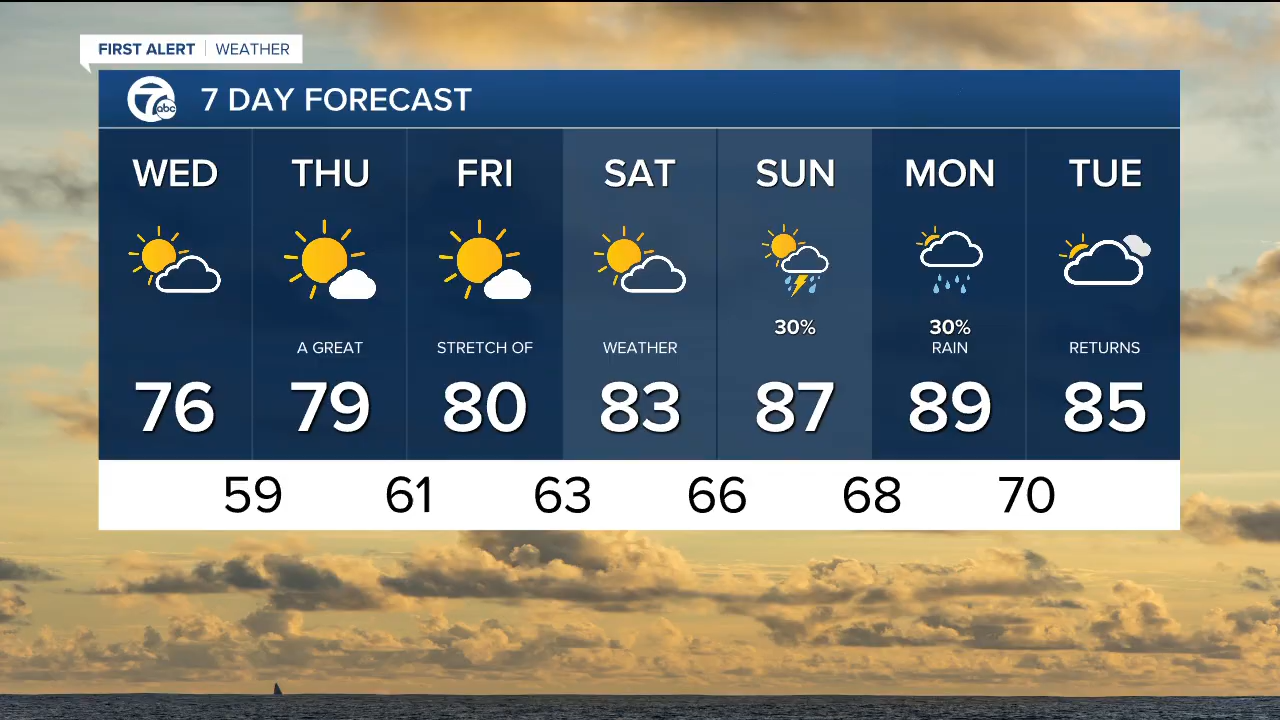 FIRST ALERT WEATHER
7 abc 7 DAY FORECAST
WED THU FRI SAT SUN MON TUE
30% 30%
A GREAT STRETCH OF WEATHER RAIN RETURNS
76 79 80 83 87 89 85
59 61 63 66 68 70